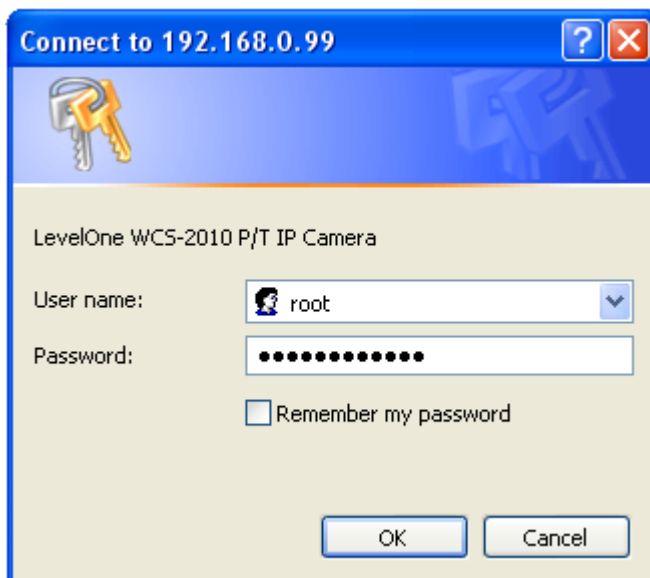 Connect to 192.168.0.99
LevelOne WCS-2010 P/T IP Camera
User name:
root
Password:
●●●●●●●●●●●●
Remember my password
OK
Cancel